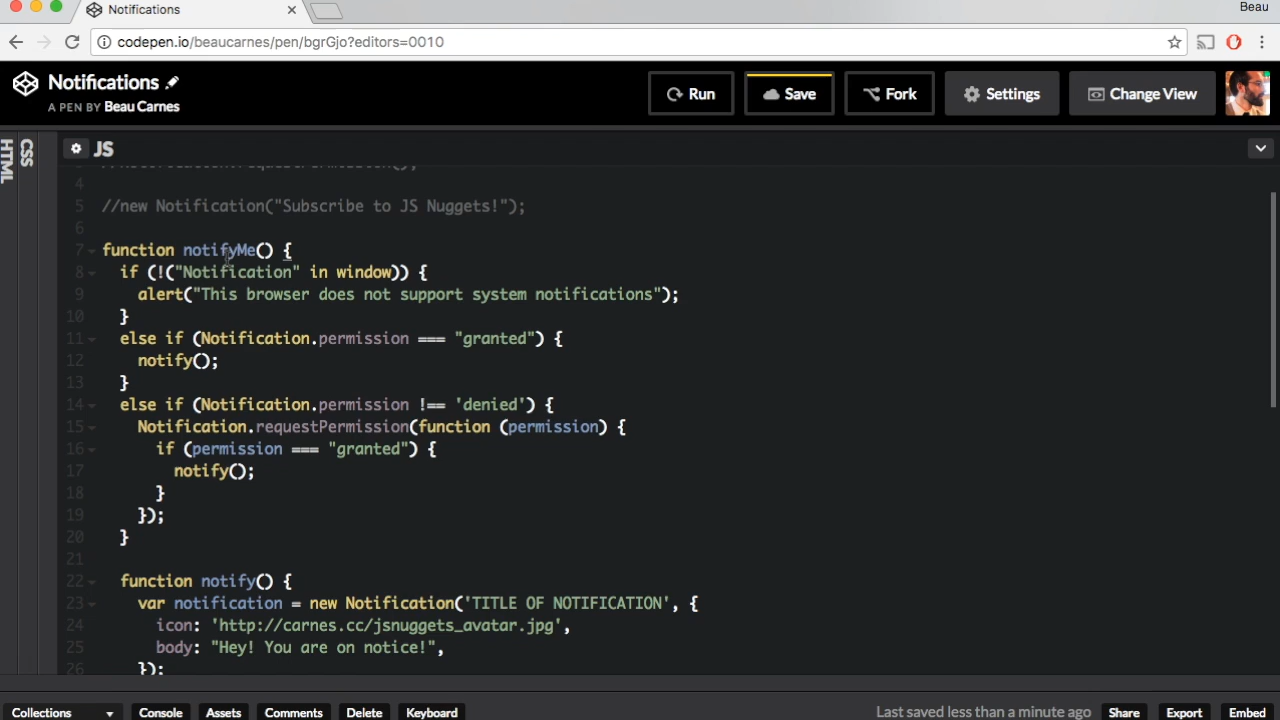 Notifications
Beau
codepen.io/beaucarnes/pen/bgrGjo?editors=0010
Notifications
A PEN BY Beau Carnes
Run
Save
Fork
Settings
Change View
HTML
CSS
JS
4
5 //new Notification("Subscribe to JS Nuggets!");
6
7 function notifyMe() {
8 if (!("Notification" in window)) {
9 alert("This browser does not support system notifications");
10 }
11 else if (Notification.permission === "granted") {
12 notify();
13 }
14 else if (Notification.permission !== 'denied') {
15 Notification.requestPermission(function (permission) {
16 if (permission === "granted") {
17 notify();
18 }
19 });
20 }
21
22 function notify() {
23 var notification = new Notification('TITLE OF NOTIFICATION', {
24 icon: 'http://carnes.cc/jsnuggets_avatar.jpg',
25 body: "Hey! You are on notice!",
26 });
Collections
Console
Assets
Comments
Delete
Keyboard
Last saved less than a minute ago
Share
Export
Embed